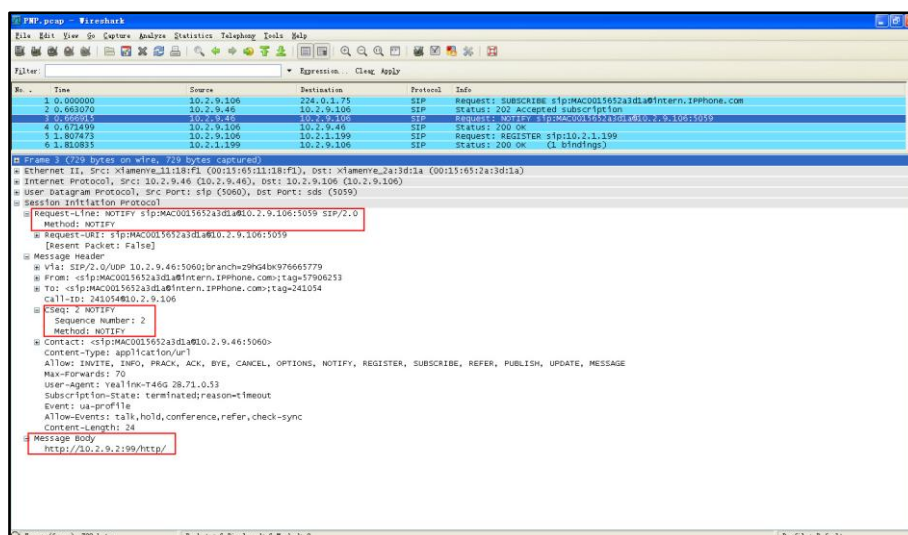 PNP.pcap - Wireshark
File Edit View Go Capture Analyze Statistics Telephony Tools Help
Filter: Expression... Clear Apply
No. . Time Source Destination Protocol Info
1 0.000000 10.2.9.106 224.0.1.75 SIP Request: SUBSCRIBE sip:MAC0015652a3d1a@intern.IPPhone.com
2 0.663070 10.2.9.46 10.2.9.106 SIP Status: 202 Accepted subscription
3 0.666915 10.2.9.46 10.2.9.106 SIP Request: NOTIFY sip:MAC0015652a3d1a@10.2.9.106:5059
4 0.671499 10.2.9.106 10.2.9.46 SIP Status: 200 OK
5 1.807473 10.2.9.106 10.2.1.199 SIP Request: REGISTER sip:10.2.1.199
6 1.810835 10.2.1.199 10.2.9.106 SIP Status: 200 OK (1 bindings)
Frame 3 (729 bytes on wire, 729 bytes captured)
Ethernet II, Src: XiamenYe_11:18:f1 (00:15:65:11:18:f1), Dst: XiamenYe_2a:3d:1a (00:15:65:2a:3d:1a)
Internet Protocol, Src: 10.2.9.46 (10.2.9.46), Dst: 10.2.9.106 (10.2.9.106)
User Datagram Protocol, Src Port: sip (5060), Dst Port: sds (5059)
Session Initiation Protocol
Request-Line: NOTIFY sip:MAC0015652a3d1a@10.2.9.106:5059 SIP/2.0
Method: NOTIFY
Request-URI: sip:MAC0015652a3d1a@10.2.9.106:5059
[Resent Packet: False]
Message Header
Via: SIP/2.0/UDP 10.2.9.46:5060;branch=z9hG4bK976665779
From: <sip:MAC0015652a3d1a@intern.IPPhone.com>;tag=57906253
To: <sip:MAC0015652a3d1a@intern.IPPhone.com>;tag=241054
Call-ID: 241054@10.2.9.106
CSeq: 2 NOTIFY
Sequence Number: 2
Method: NOTIFY
Contact: <sip:MAC0015652a3d1a@10.2.9.46:5060>
Content-Type: application/url
Allow: INVITE, INFO, PRACK, ACK, BYE, CANCEL, OPTIONS, NOTIFY, REGISTER, SUBSCRIBE, REFER, PUBLISH, UPDATE, MESSAGE
Max-Forwards: 70
User-Agent: Yealink-T46G 28.71.0.53
Subscription-State: terminated;reason=timeout
Event: ua-profile
Allow-Events: talk,hold,conference,refer,check-sync
Content-Length: 24
Message Body
http://10.2.9.2:99/http/